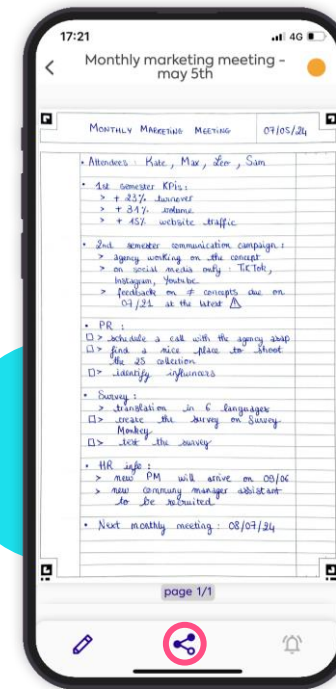 17:21
4G
Monthly marketing meeting -
may 5th
MONTHLY MARKETING MEETING 07/05/24
• Attendees : Kate, Max, Leo, Sam
• 1st semester KPIs :
> + 23% turnover
> + 31% volume
> + 45% website traffic
• 2nd semester communication campaign :
> agency working on the concept
> on social media only : TikTok,
Instagram, Youtube.
> feedback on ≠ concepts due on
07/21 at the latest ⚠
• PR :
□> schedule a call with the agency asap
□> find a nice place to shoot
the 25 collection
□> identify influencers
• Survey :
> translation in 6 languages
□> create the survey on Survey
Monkey
□> test the survey
• HR info :
> new PM will arrive on 09/06
> new communy manager assistant
to be recruited
• Next monthly meeting : 08/07/24
page 1/1